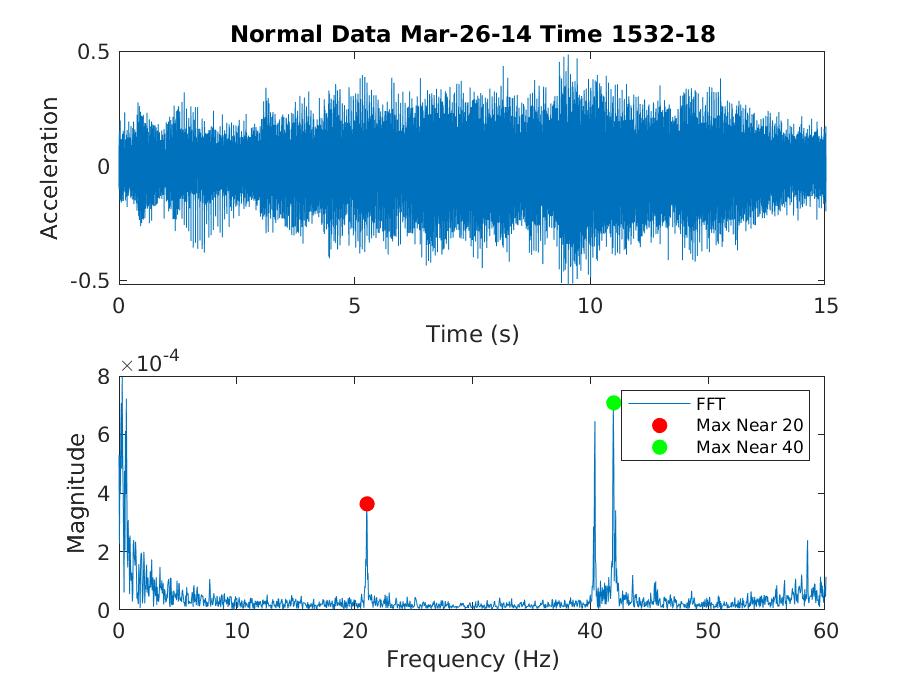 Normal Data Mar-26-14 Time 1532-18
0.5
0
-0.5
Acceleration
0 5 10 15
Time (s)
×10-4
8
6
4
2
0
Magnitude
FFT
Max Near 20
Max Near 40
0 10 20 30 40 50 60
Frequency (Hz)